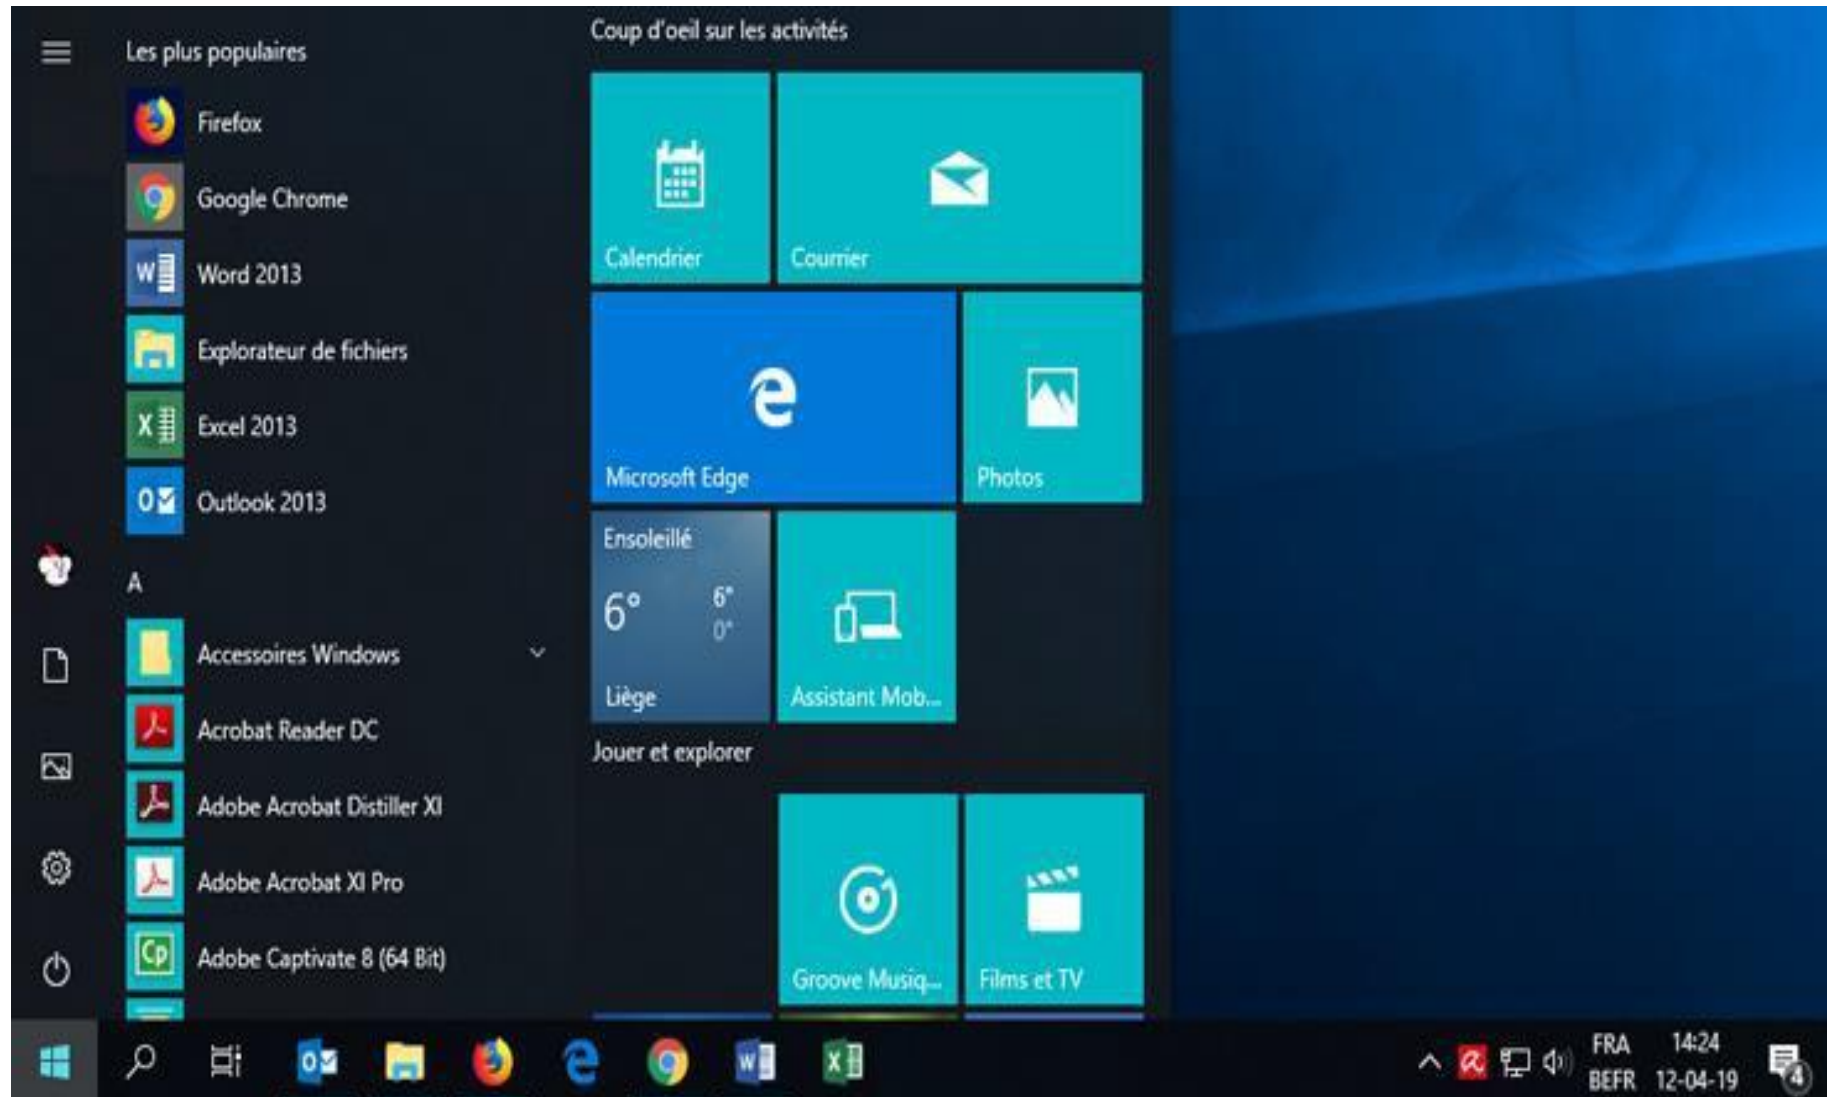 Les plus populaires
Firefox
Google Chrome
Word 2013
Explorateur de fichiers
Excel 2013
Outlook 2013
A
Accessoires Windows
Acrobat Reader DC
Adobe Acrobat Distiller XI
Adobe Acrobat XI Pro
Adobe Captivate 8 (64 Bit)
Coup d'oeil sur les activités
Calendrier
Courrier
Microsoft Edge
Photos
Ensoleillé
6° 6°
0°
Liège
Assistant Mob...
Jouer et explorer
Groove Musiq...
Films et TV
FRA 14:24
BEFR 12-04-19
4